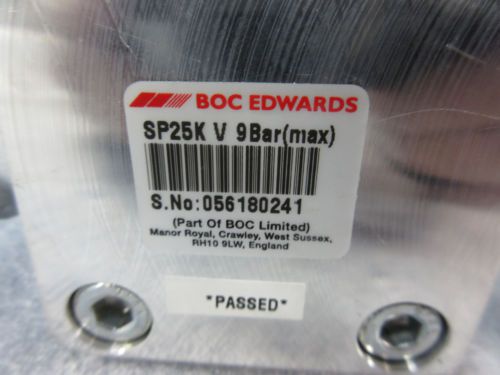 BOC EDWARDS
SP25K V 9Bar(max)
S.No:056180241
(Part Of BOC Limited)
Manor Royal, Crawley, West Sussex,
RH10 9LW, England
*PASSED*